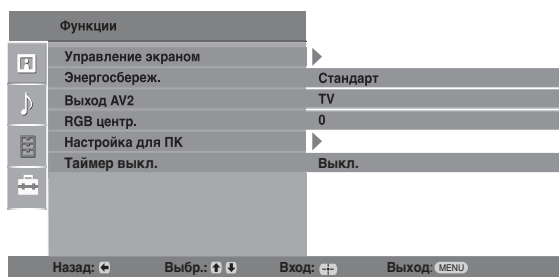 Функции
Управление экраном
Энергосбереж. Стандарт
Выход AV2 TV
RGB центр. 0
Настройка для ПК
Таймер выкл. Выкл.
Назад: Выбр.: Вход: Выход: MENU